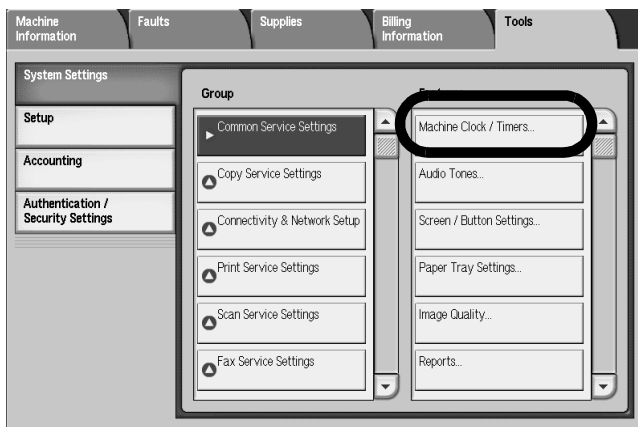 Machine
Information
Faults
Supplies
Billing
Information
Tools
System Settings
Setup
Accounting
Authentication /
Security Settings
Group
Common Service Settings
Copy Service Settings
Connectivity & Network Setup
Print Service Settings
Scan Service Settings
Fax Service Settings
Machine Clock / Timers...
Audio Tones...
Screen / Button Settings...
Paper Tray Settings...
Image Quality...
Reports...